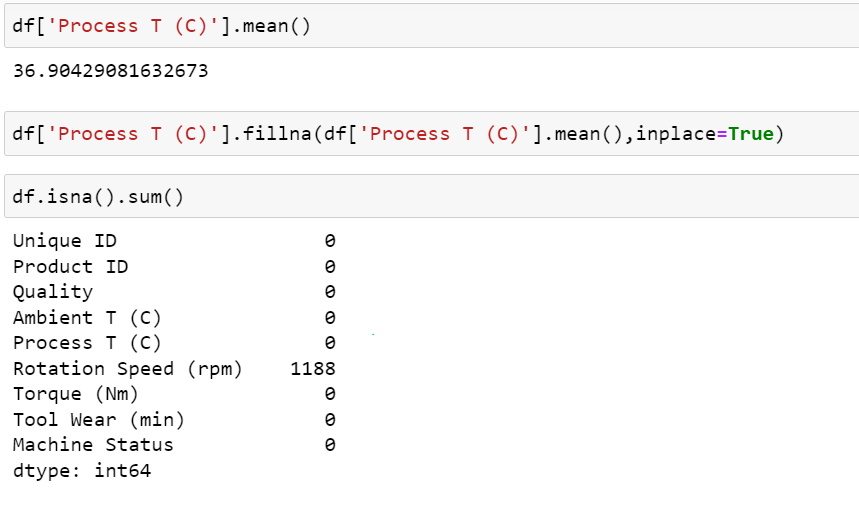 df['Process T (C)'].mean()
36.90429081632673
df['Process T (C)'].fillna(df['Process T (C)'].mean(),inplace=True)
df.isna().sum()
Unique ID 0
Product ID 0
Quality 0
Ambient T (C) 0
Process T (C) 0
Rotation Speed (rpm) 1188
Torque (Nm) 0
Tool Wear (min) 0
Machine Status 0
dtype: int64